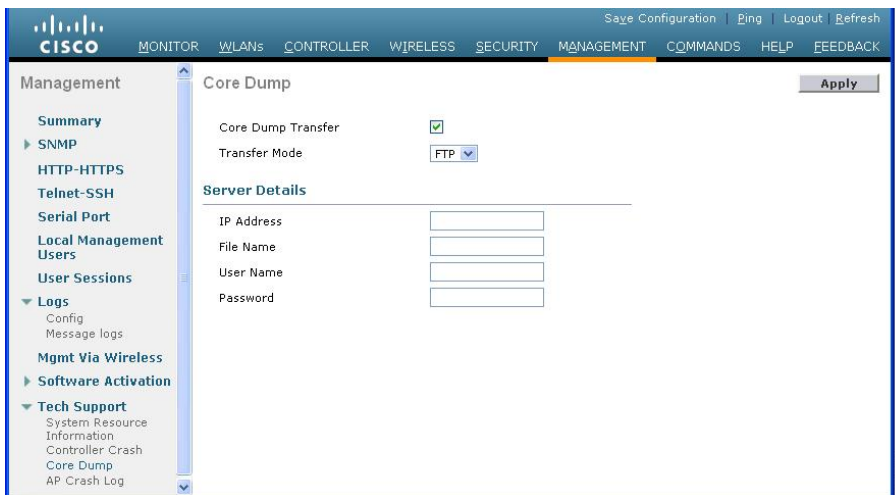 Save Configuration | Ping | Logout | Refresh
CISCO
MONITOR WLANs CONTROLLER WIRELESS SECURITY MANAGEMENT COMMANDS HELP FEEDBACK
Management
Summary
SNMP
HTTP-HTTPS
Telnet-SSH
Serial Port
Local Management
Users
User Sessions
Logs
Config
Message logs
Mgmt Via Wireless
Software Activation
Tech Support
System Resource
Information
Controller Crash
Core Dump
AP Crash Log
Core Dump
Apply
Core Dump Transfer
Transfer Mode FTP
Server Details
IP Address
File Name
User Name
Password